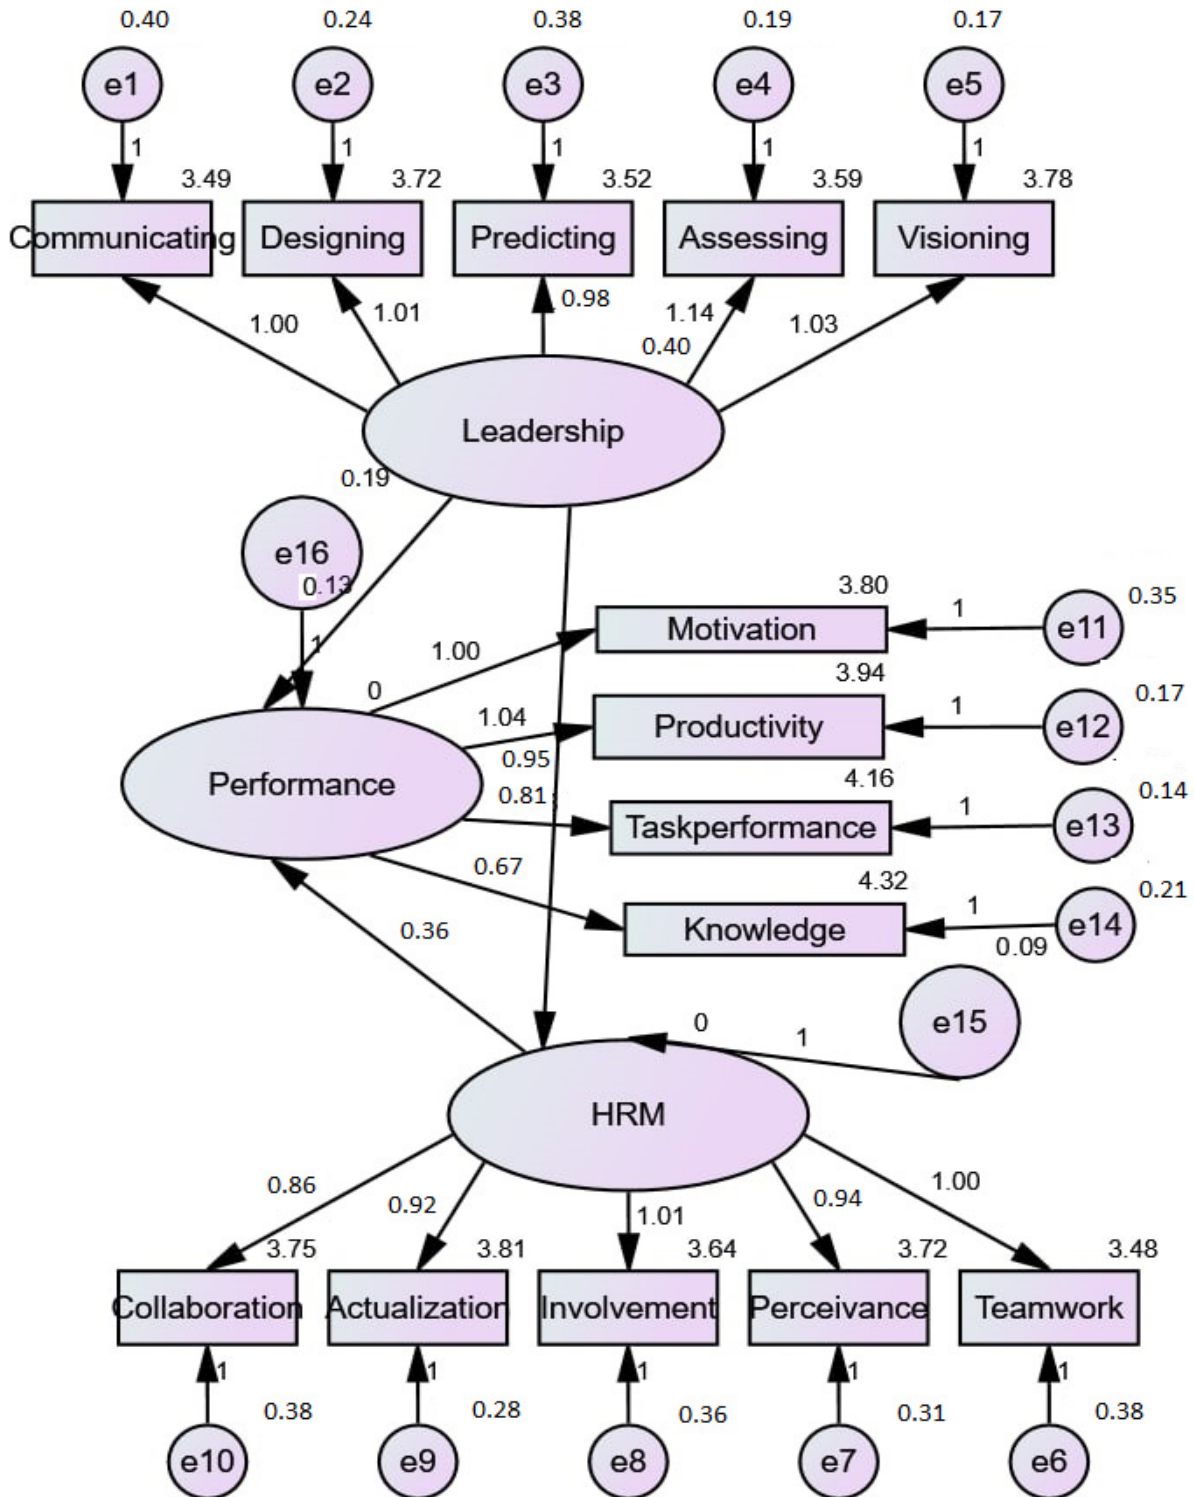 0.40 0.24 0.38 0.19 0.17
e1 e2 e3 e4 e5
1 1 1 1 1
3.49 3.72 3.52 3.59 3.78
Communicating Designing Predicting Assessing Visioning
1.00 1.01 0.98 1.14 1.03
0.40
Leadership
0.19
e16
0.13
1
3.80
Motivation
1
e11
0.35
1.00
0
3.94
Productivity
1
e12
0.17
1.04
0.95
Performance
0.81
4.16
Taskperformance
1
e13
0.14
0.67
4.32
Knowledge
1
e14
0.21
0.09
0.36
e15
0
1
HRM
0.86 0.92 1.01 0.94 1.00
3.75 3.81 3.64 3.72 3.48
Collaboration Actualization Involvement Perceivance Teamwork
1 1 1 1 1
0.38 0.28 0.36 0.31 0.38
e10 e9 e8 e7 e6